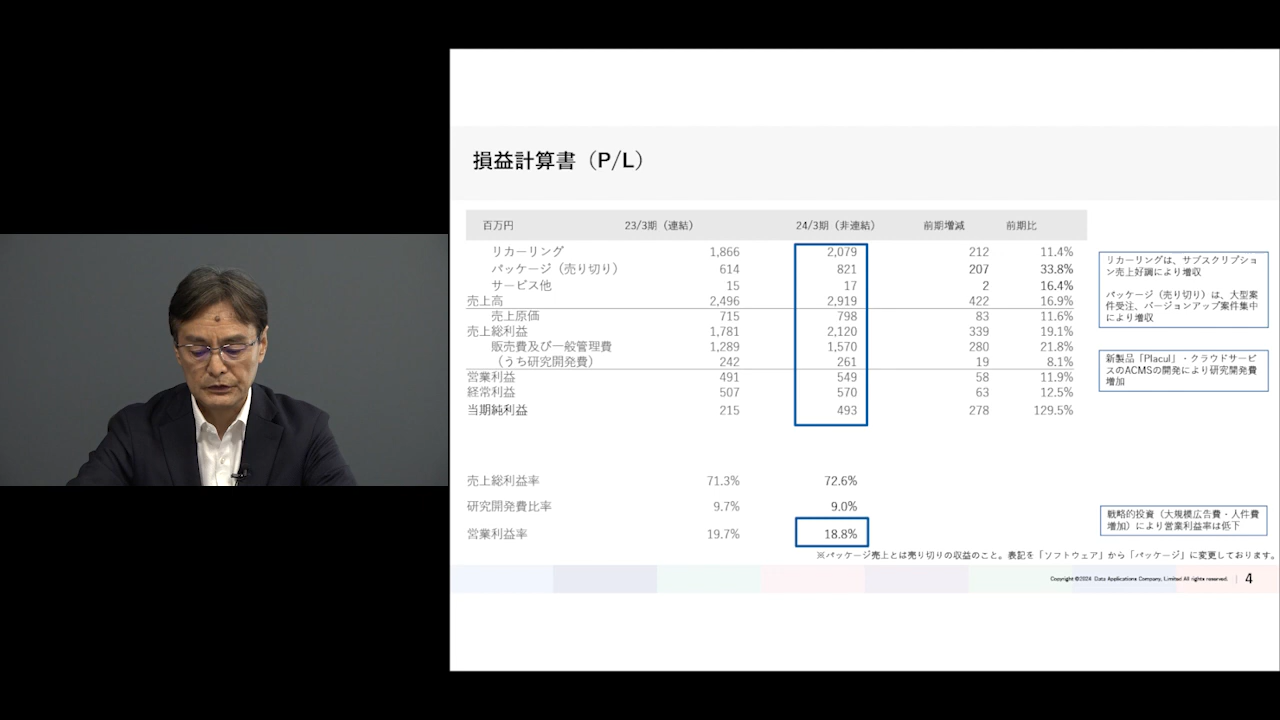 損益計算書（P/L）
百万円 23/3期（連結） 24/3期（非連結） 前期増減 前期比
リカーリング 1,866 2,079 212 11.4%
パッケージ（売り切り） 614 821 207 33.8%
サービス他 15 17 2 16.4%
売上高 2,496 2,919 422 16.9%
売上原価 715 798 83 11.6%
売上総利益 1,781 2,120 339 19.1%
販売費及び一般管理費 1,289 1,570 280 21.8%
（うち研究開発費） 242 261 19 8.1%
営業利益 491 549 58 11.9%
経常利益 507 570 63 12.5%
当期純利益 215 493 278 129.5%
売上総利益率 71.3% 72.6%
研究開発費比率 9.7% 9.0%
営業利益率 19.7% 18.8%
リカーリングは、サブスクリプショ
ン売上好調により増収
パッケージ（売り切り）は、大型案
件受注、バージョンアップ案件集中
により増収
新製品「Placul」・クラウドサービ
スのACMSの開発により研究開発費
増加
戦略的投資（大規模広告費・人件費
増加）により営業利益率は低下
※パッケージ売上とは売り切りの収益のこと。表記を「ソフトウェア」から「パッケージ」に変更しております。
Copyright ©2024 Data Applications Company, Limited All rights reserved. | 4